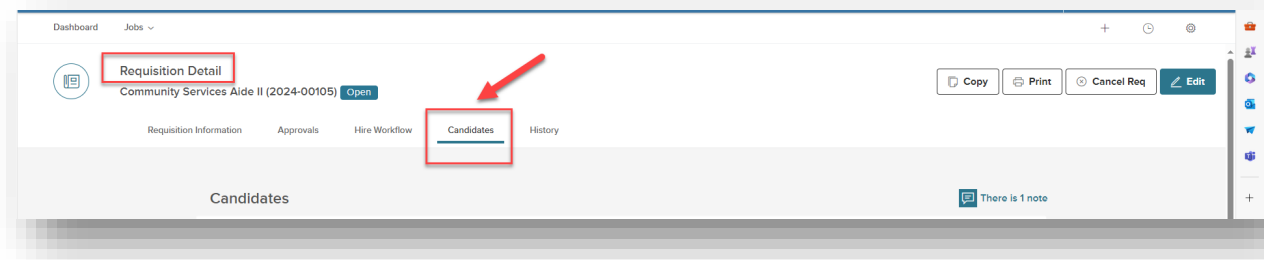 Dashboard Jobs
Requisition Detail
Community Services Aide II (2024-00105) Open
Copy Print Cancel Req Edit
Requisition Information Approvals Hire Workflow Candidates History
Candidates
There is 1 note